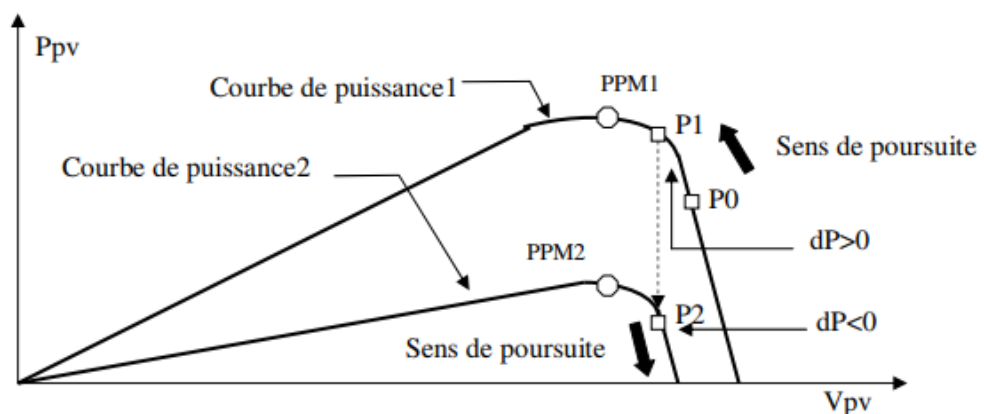 Ppv
Courbe de puissance1
PPM1
P1
Sens de poursuite
Courbe de puissance2
P0
dP>0
PPM2
P2
dP<0
Sens de poursuite
Vpv